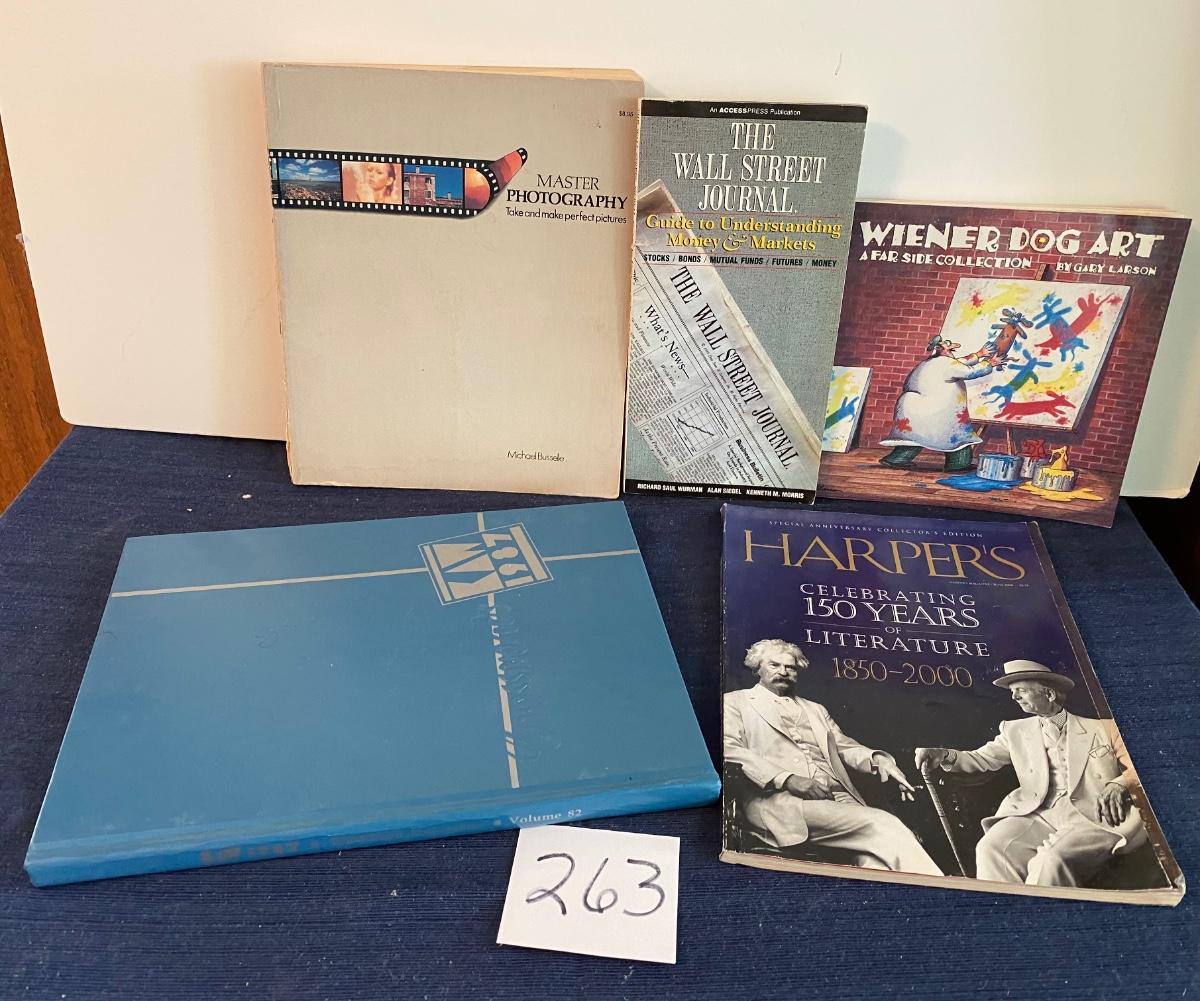 $8.95
MASTER
PHOTOGRAPHY
Take and make perfect pictures
Michael Busselle
An ACCESSPRESS Publication
THE
WALL STREET
JOURNAL.
Guide to Understanding
Money & Markets
STOCKS / BONDS / MUTUAL FUNDS / FUTURES / MONEY
THE WALL STREET JOURNAL
What's News—
Business Bulletin
RICHARD SAUL WURMAN ALAN SIEGEL KENNETH M. MORRIS
WIENER DOG ART
A FAR SIDE COLLECTION BY GARY LARSON
1987
Volume 82
SPECIAL ANNIVERSARY COLLECTOR'S EDITION
HARPER'S
CELEBRATING
150 YEARS
OF
LITERATURE
1850-2000
263